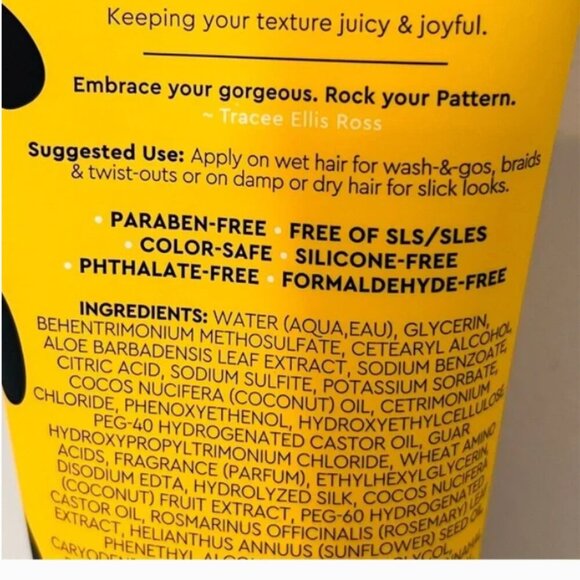 Keeping your texture juicy & joyful.
Embrace your gorgeous. Rock your Pattern.
~ Tracee Ellis Ross
Suggested Use: Apply on wet hair for wash-&-gos, braids
& twist-outs or on damp or dry hair for slick looks.
• PARABEN-FREE • FREE OF SLS/SLES
• COLOR-SAFE • SILICONE-FREE
• PHTHALATE-FREE • FORMALDEHYDE-FREE
INGREDIENTS: WATER (AQUA,EAU), GLYCERIN,
BEHENTRIMONIUM METHOSULFATE, CETEARYL ALCOHOL,
ALOE BARBADENSIS LEAF EXTRACT, SODIUM BENZOATE,
CITRIC ACID, SODIUM SULFITE, POTASSIUM SORBATE,
COCOS NUCIFERA (COCONUT) OIL, CETRIMONIUM
CHLORIDE, PHENOXYETHENOL, HYDROXYETHYLCELLULOSE,
PEG-40 HYDROGENATED CASTOR OIL, GUAR
HYDROXYPROPYLTRIMONIUM CHLORIDE, WHEAT AMINO
ACIDS, FRAGRANCE (PARFUM), ETHYLHEXYLGLYCERIN,
DISODIUM EDTA, HYDROLYZED SILK, COCOS NUCIFERA
(COCONUT) FRUIT EXTRACT, PEG-60 HYDROGENATED
CASTOR OIL, ROSMARINUS OFFICINALIS (ROSEMARY) LEAF
EXTRACT, HELIANTHUS ANNUUS (SUNFLOWER) SEED OIL,
PHENETHYL